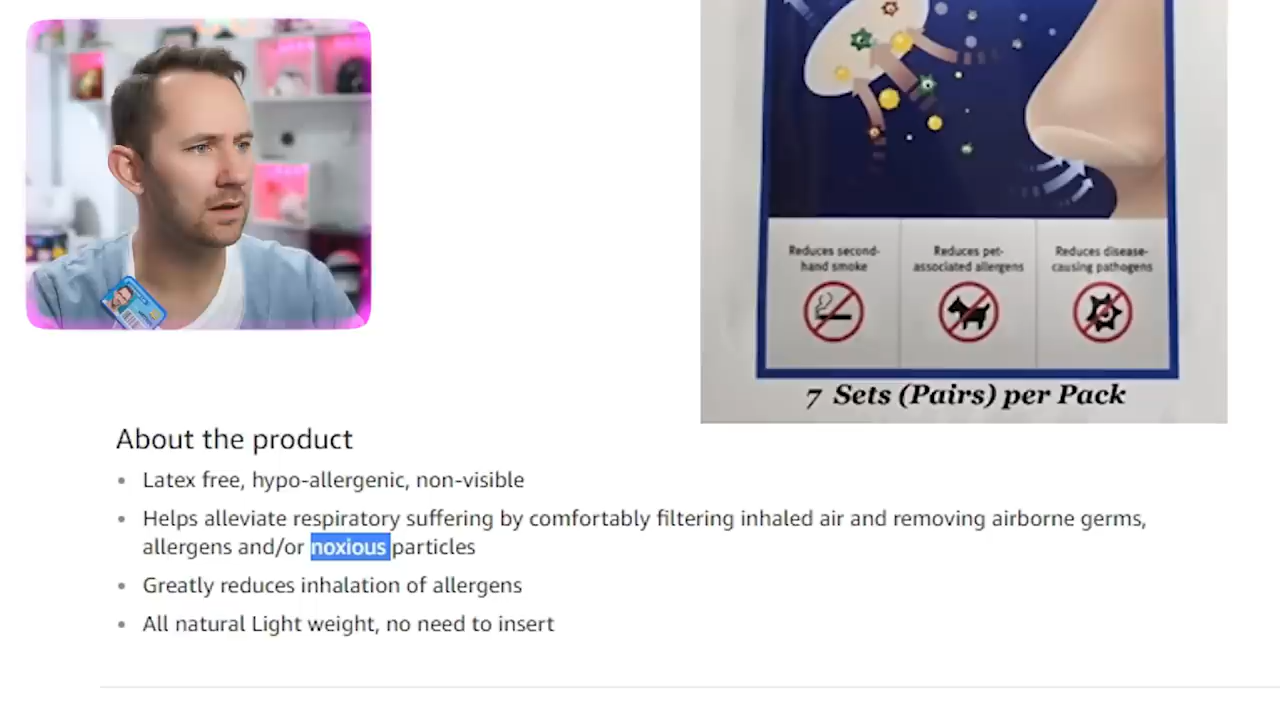 Reduces second-
hand smoke
Reduces pet-
associated allergens
Reduces disease-
causing pathogens
7 Sets (Pairs) per Pack
About the product
• Latex free, hypo-allergenic, non-visible
• Helps alleviate respiratory suffering by comfortably filtering inhaled air and removing airborne germs,
allergens and/or noxious particles
• Greatly reduces inhalation of allergens
• All natural Light weight, no need to insert